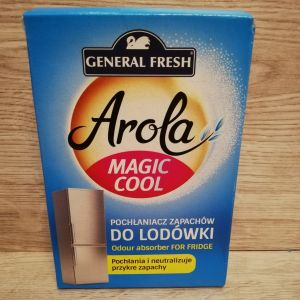 GENERAL FRESH
Arola
MAGIC
COOL
POCHŁANIACZ ZAPACHÓW
DO LODÓWKI
Odour absorber FOR FRIDGE
Pochłania i neutralizuje
przykre zapachy